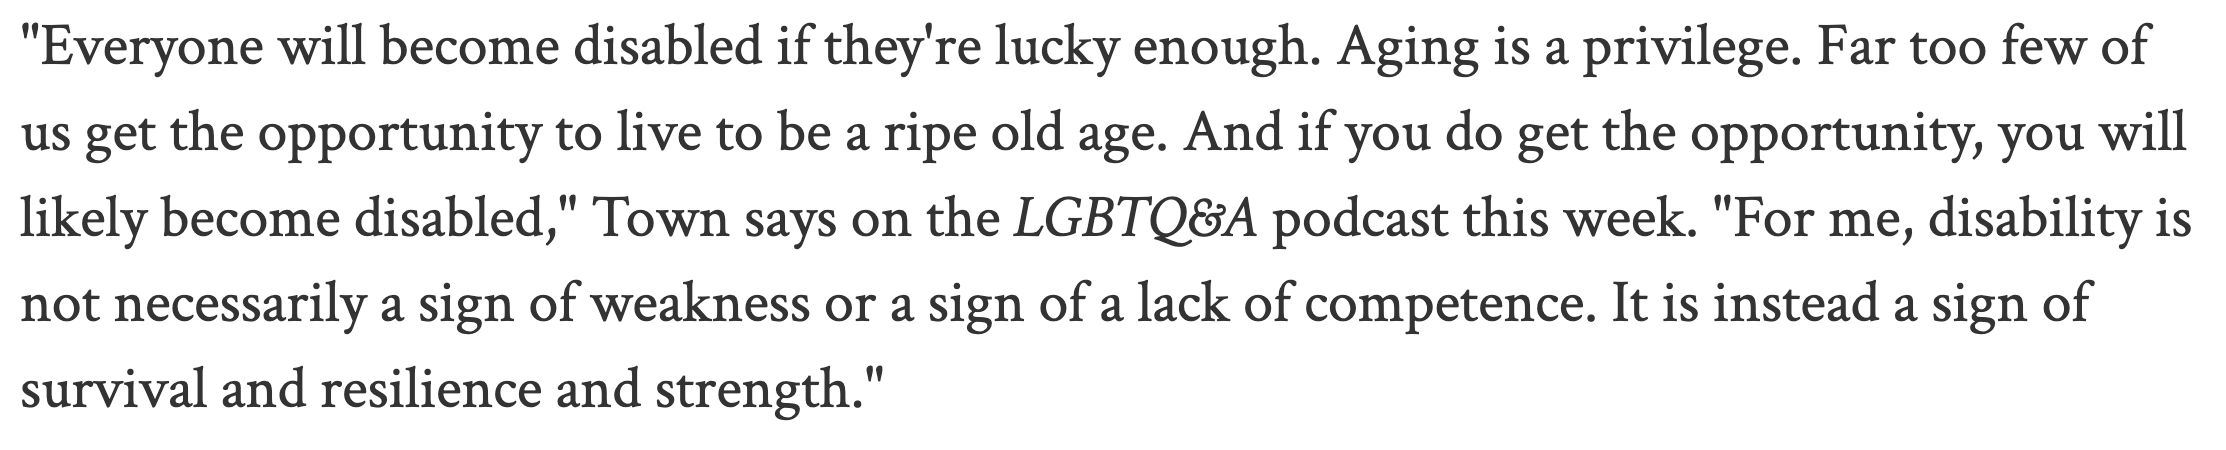 "Everyone will become disabled if they're lucky enough. Aging is a privilege. Far too few of
us get the opportunity to live to be a ripe old age. And if you do get the opportunity, you will
likely become disabled," Town says on the LGBTQ&A podcast this week. "For me, disability is
not necessarily a sign of weakness or a sign of a lack of competence. It is instead a sign of
survival and resilience and strength."